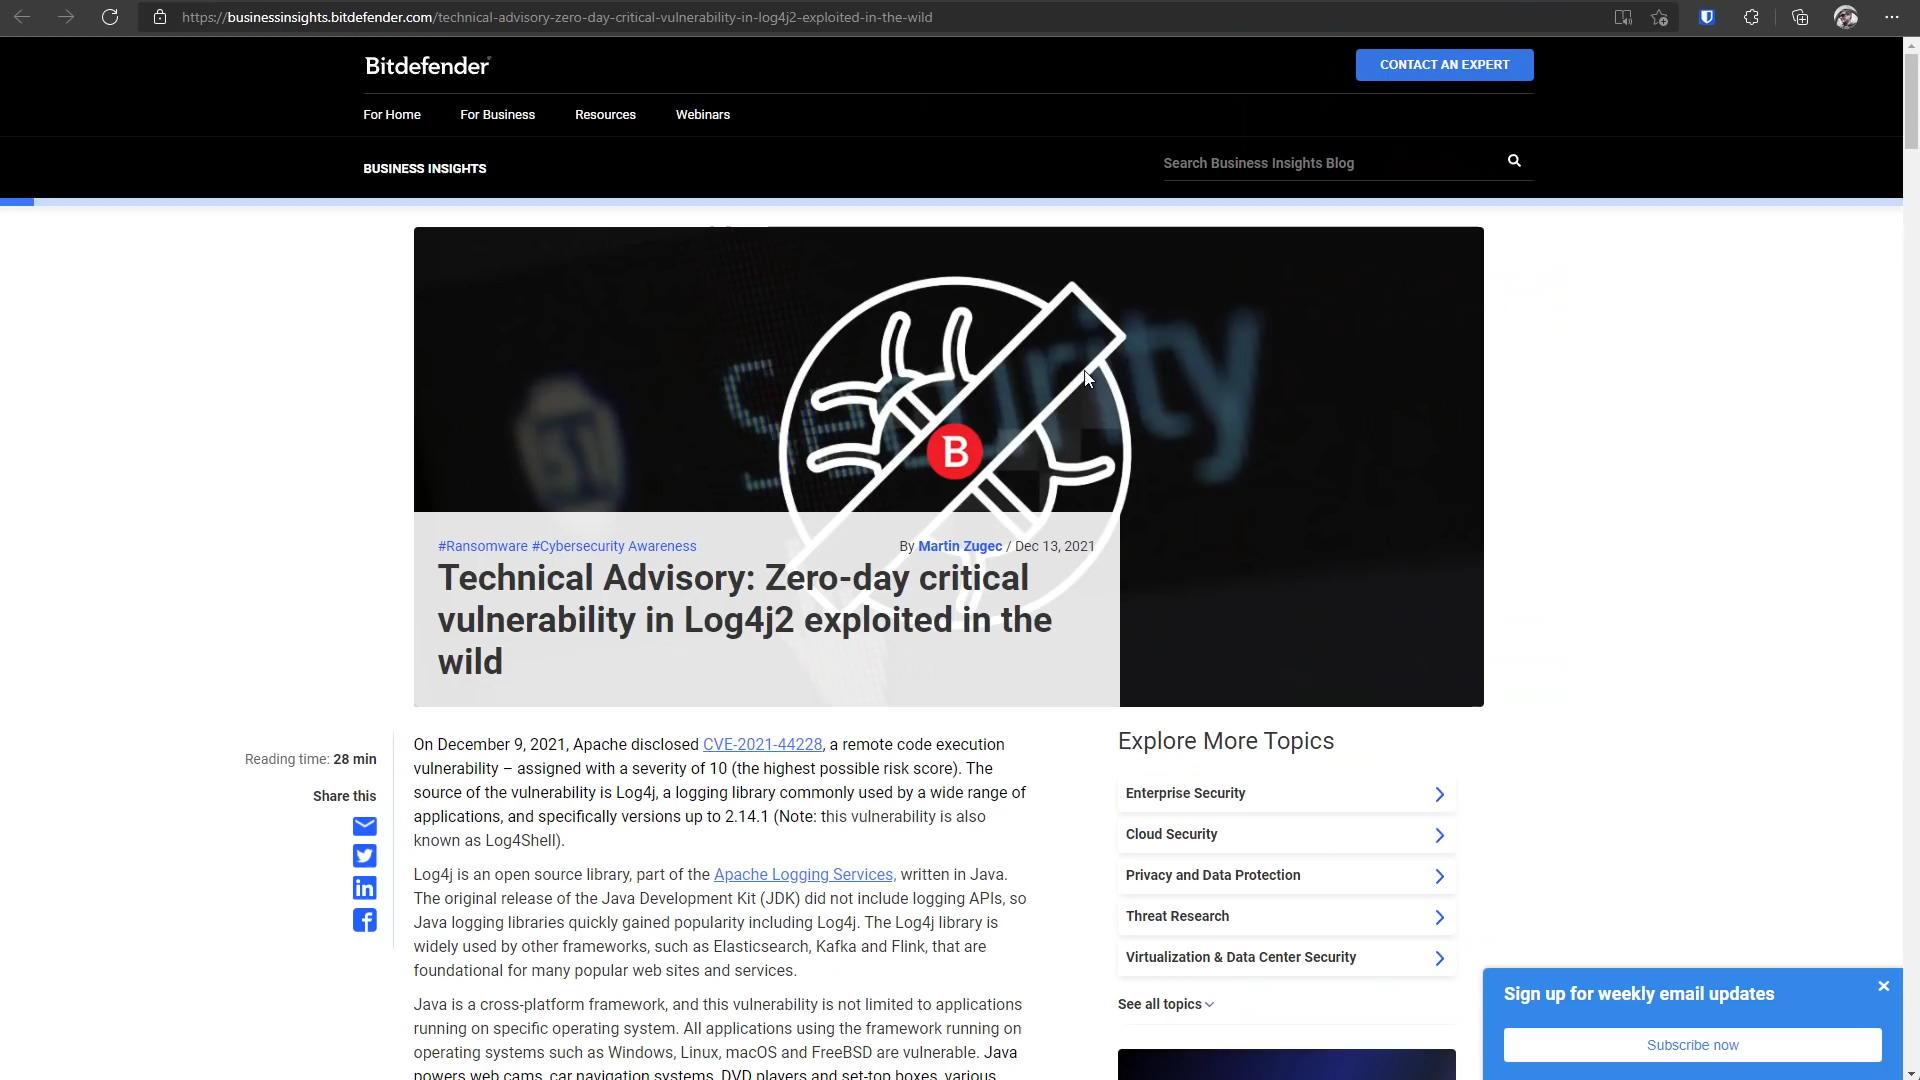 https://businessinsights.bitdefender.com/technical-advisory-zero-day-critical-vulnerability-in-log4j2-exploited-in-the-wild
Bitdefender
CONTACT AN EXPERT
For Home For Business Resources Webinars
BUSINESS INSIGHTS
Search Business Insights Blog
Security
B
#Ransomware #Cybersecurity Awareness
By Martin Zugec / Dec 13, 2021
Technical Advisory: Zero-day critical
vulnerability in Log4j2 exploited in the
wild
Reading time: 28 min
Share this
On December 9, 2021, Apache disclosed CVE-2021-44228, a remote code execution
vulnerability – assigned with a severity of 10 (the highest possible risk score). The
source of the vulnerability is Log4j, a logging library commonly used by a wide range of
applications, and specifically versions up to 2.14.1 (Note: this vulnerability is also
known as Log4Shell).
Log4j is an open source library, part of the Apache Logging Services, written in Java.
The original release of the Java Development Kit (JDK) did not include logging APIs, so
Java logging libraries quickly gained popularity including Log4j. The Log4j library is
widely used by other frameworks, such as Elasticsearch, Kafka and Flink, that are
foundational for many popular web sites and services.
Java is a cross-platform framework, and this vulnerability is not limited to applications
running on specific operating system. All applications using the framework running on
operating systems such as Windows, Linux, macOS and FreeBSD are vulnerable. Java
powers web cams, car navigation systems, DVD players and set-top boxes, various
Explore More Topics
Enterprise Security
Cloud Security
Privacy and Data Protection
Threat Research
Virtualization & Data Center Security
See all topics
Sign up for weekly email updates
Subscribe now